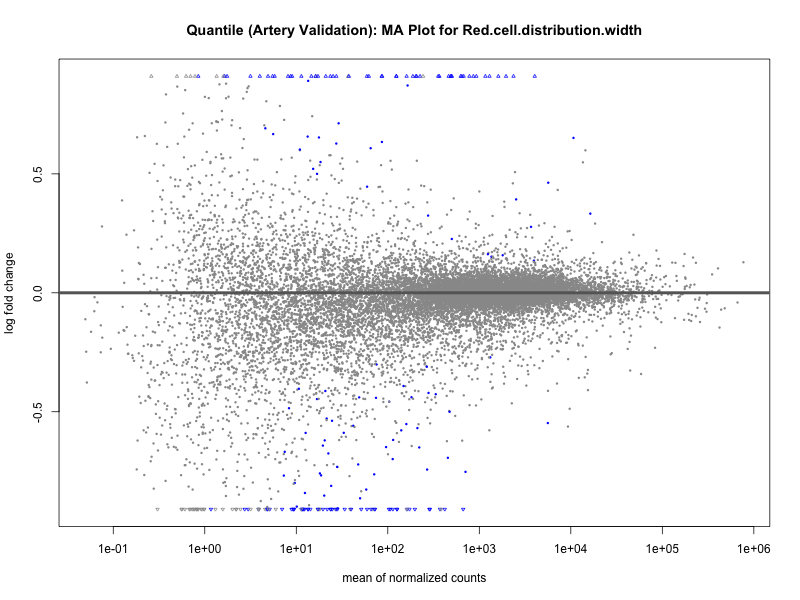 Quantile (Artery Validation): MA Plot for Red.cell.distribution.width
log fold change
0.5
0.0
-0.5
1e-01 1e+00 1e+01 1e+02 1e+03 1e+04 1e+05 1e+06
mean of normalized counts